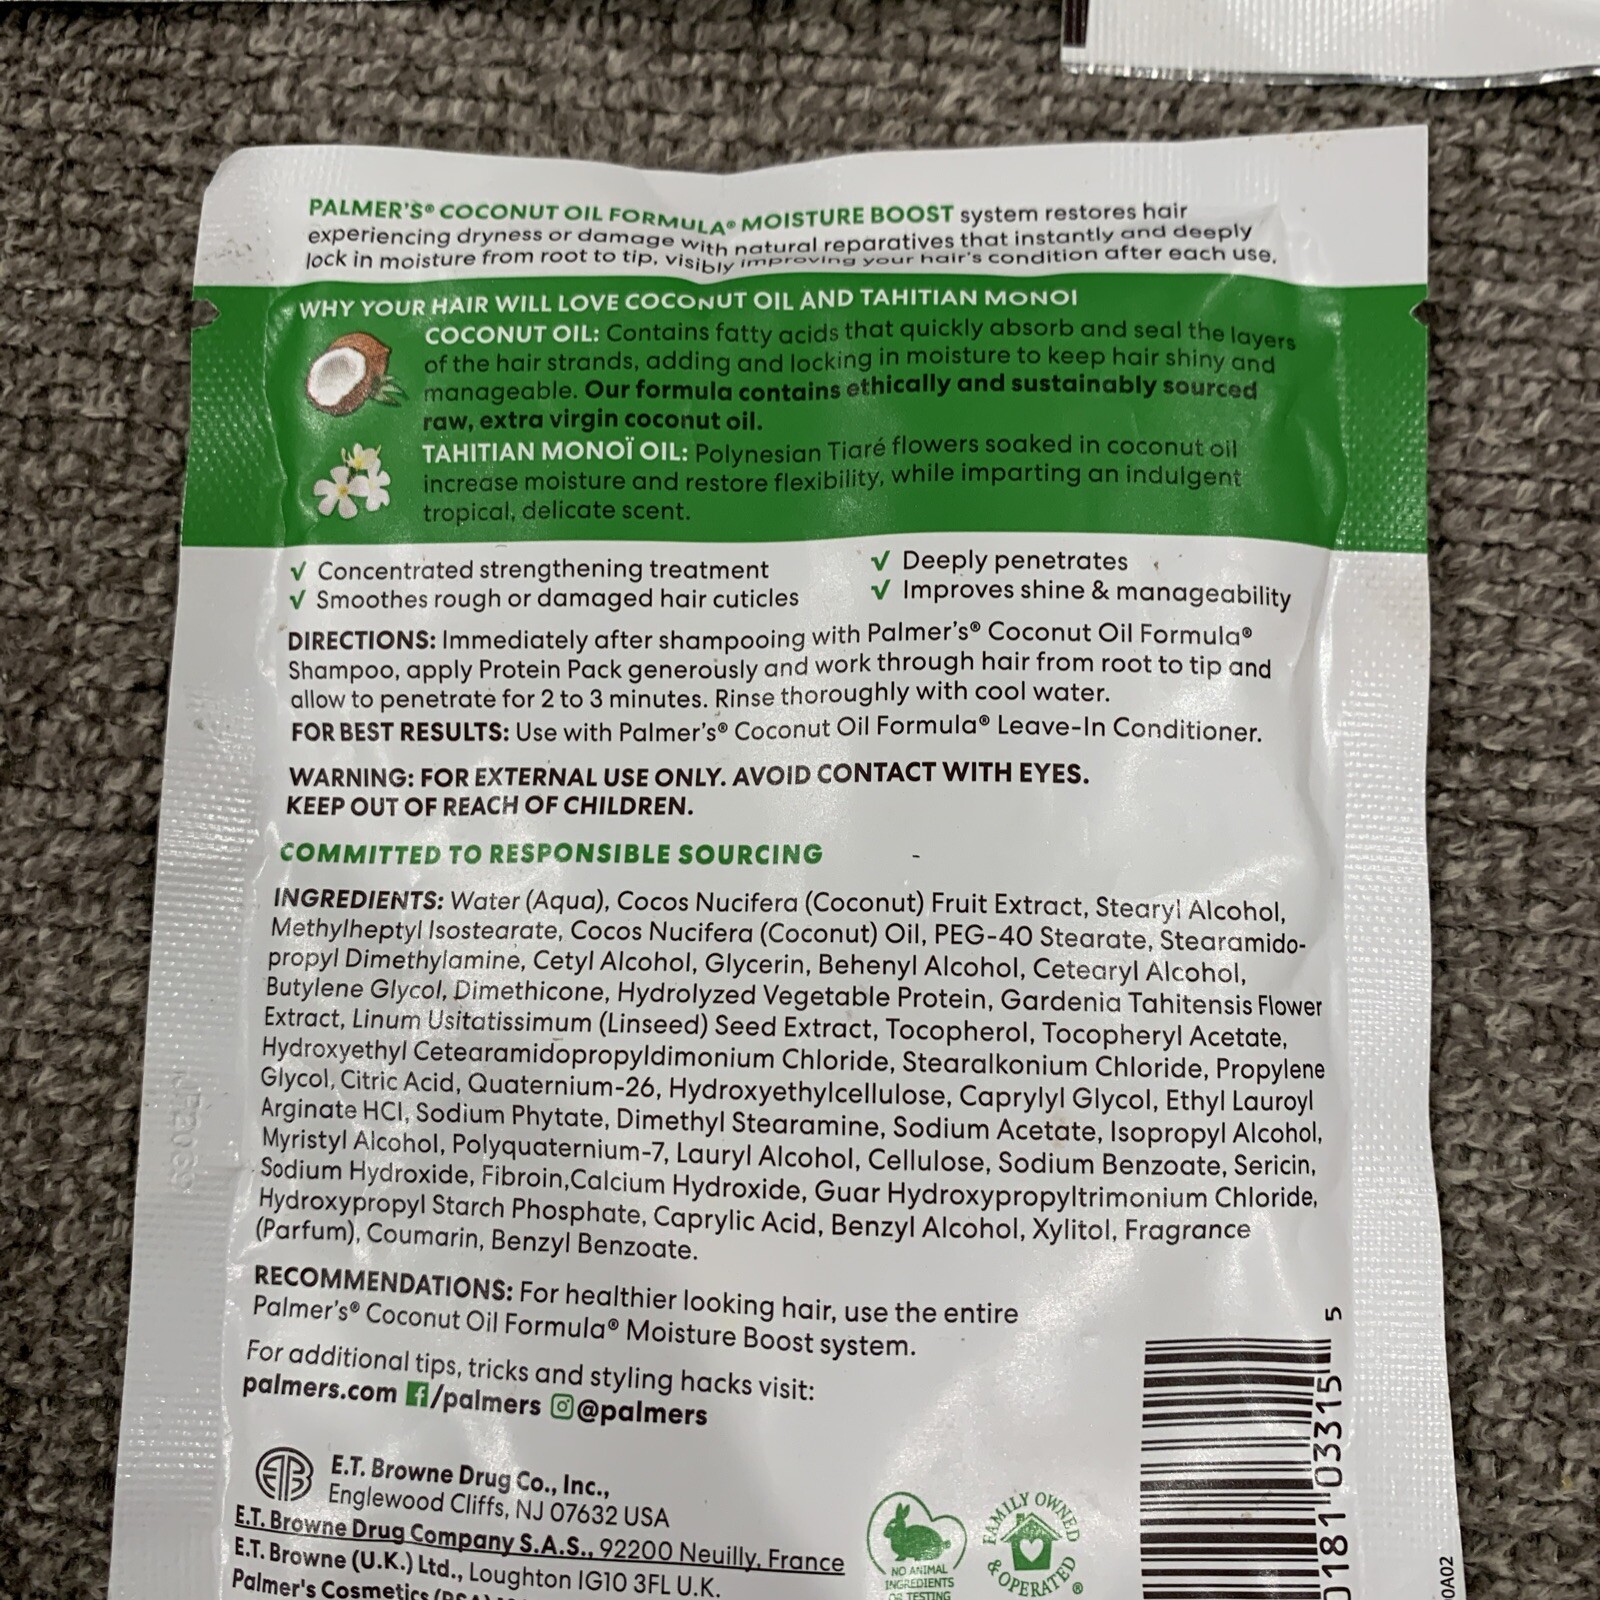 PALMER'S® COCONUT OIL FORMULA® MOISTURE BOOST system restores hair
experiencing dryness or damage with natural reparatives that instantly and deeply
lock in moisture from root to tip, visibly improving your hair's condition after each use.
WHY YOUR HAIR WILL LOVE COCONUT OIL AND TAHITIAN MONOI
COCONUT OIL: Contains fatty acids that quickly absorb and seal the layers
of the hair strands, adding and locking in moisture to keep hair shiny and
manageable. Our formula contains ethically and sustainably sourced
raw, extra virgin coconut oil.
TAHITIAN MONOÏ OIL: Polynesian Tiaré flowers soaked in coconut oil
increase moisture and restore flexibility, while imparting an indulgent
tropical, delicate scent.
√ Concentrated strengthening treatment
√ Smoothes rough or damaged hair cuticles
√ Deeply penetrates
√ Improves shine & manageability
DIRECTIONS: Immediately after shampooing with Palmer's® Coconut Oil Formula®
Shampoo, apply Protein Pack generously and work through hair from root to tip and
allow to penetrate for 2 to 3 minutes. Rinse thoroughly with cool water.
FOR BEST RESULTS: Use with Palmer's® Coconut Oil Formula® Leave-In Conditioner.
WARNING: FOR EXTERNAL USE ONLY. AVOID CONTACT WITH EYES.
KEEP OUT OF REACH OF CHILDREN.
COMMITTED TO RESPONSIBLE SOURCING
INGREDIENTS: Water (Aqua), Cocos Nucifera (Coconut) Fruit Extract, Stearyl Alcohol,
Methylheptyl Isostearate, Cocos Nucifera (Coconut) Oil, PEG-40 Stearate, Stearamido-
propyl Dimethylamine, Cetyl Alcohol, Glycerin, Behenyl Alcohol, Cetearyl Alcohol,
Butylene Glycol, Dimethicone, Hydrolyzed Vegetable Protein, Gardenia Tahitensis Flower
Extract, Linum Usitatissimum (Linseed) Seed Extract, Tocopherol, Tocopheryl Acetate,
Hydroxyethyl Cetearamidopropyldimonium Chloride, Stearalkonium Chloride, Propylene
Glycol, Citric Acid, Quaternium-26, Hydroxyethylcellulose, Caprylyl Glycol, Ethyl Lauroyl
Arginate HCl, Sodium Phytate, Dimethyl Stearamine, Sodium Acetate, Isopropyl Alcohol,
Myristyl Alcohol, Polyquaternium-7, Lauryl Alcohol, Cellulose, Sodium Benzoate, Sericin,
Sodium Hydroxide, Fibroin,Calcium Hydroxide, Guar Hydroxypropyltrimonium Chloride,
Hydroxypropyl Starch Phosphate, Caprylic Acid, Benzyl Alcohol, Xylitol, Fragrance
(Parfum), Coumarin, Benzyl Benzoate.
RECOMMENDATIONS: For healthier looking hair, use the entire
Palmer's® Coconut Oil Formula® Moisture Boost system.
For additional tips, tricks and styling hacks visit:
palmers.com f/palmers @palmers
E.T. Browne Drug Co., Inc.,
Englewood Cliffs, NJ 07632 USA
E.T. Browne Drug Company S.A.S., 92200 Neuilly, France
E.T. Browne (U.K.) Ltd., Loughton IG10 3FL U.K.
Palmer's Cosmetics
NO ANIMAL
INGREDIENTS
OR TESTING
FAMILY OWNED
& OPERATED®
0181 03315 5
0A02